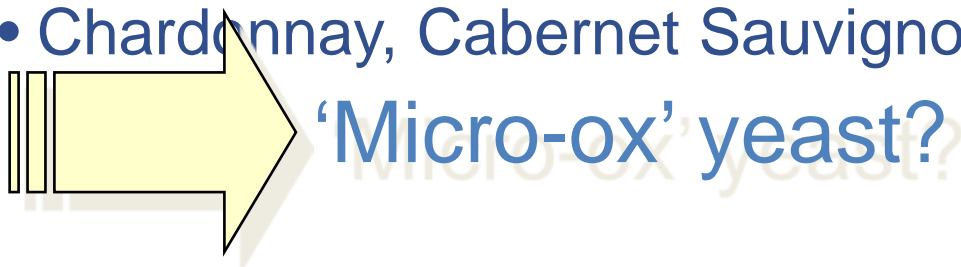 • Chardonnay, Cabernet Sauvigno
‘Micro-ox’ yeast?